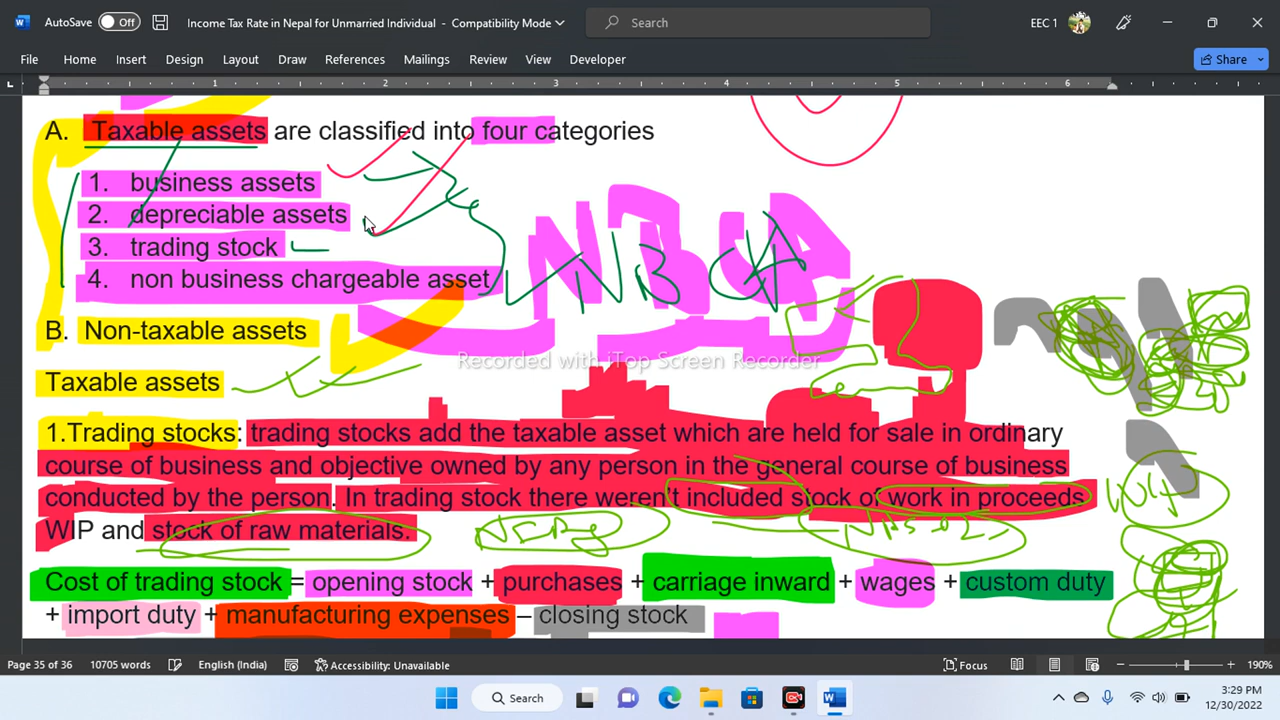 AutoSave Off Income Tax Rate in Nepal for Unmarried Individual - Compatibility Mode Search EEC 1
File Home Insert Draw Design Layout References Mailings Review View Developer Share
1 2 3 4 5 6
A. Taxable assets are classified into four categories
1. business assets
2. depreciable assets
3. trading stock
4. non business chargeable asset
NBCA
B. Non-taxable assets
Recorded with iTop Screen Recorder
Taxable assets
1.Trading stocks: trading stocks add the taxable asset which are held for sale in ordinary
course of business and objective owned by any person in the general course of business
conducted by the person. In trading stock there weren't included stock of work in proceeds
WIP and stock of raw materials.
Cost of trading stock = opening stock + purchases + carriage inward + wages + custom duty
+ import duty + manufacturing expenses – closing stock
Page 35 of 36 10705 words English (India) Accessibility: Unavailable Focus 190%
Search
3:29 PM
12/30/2022